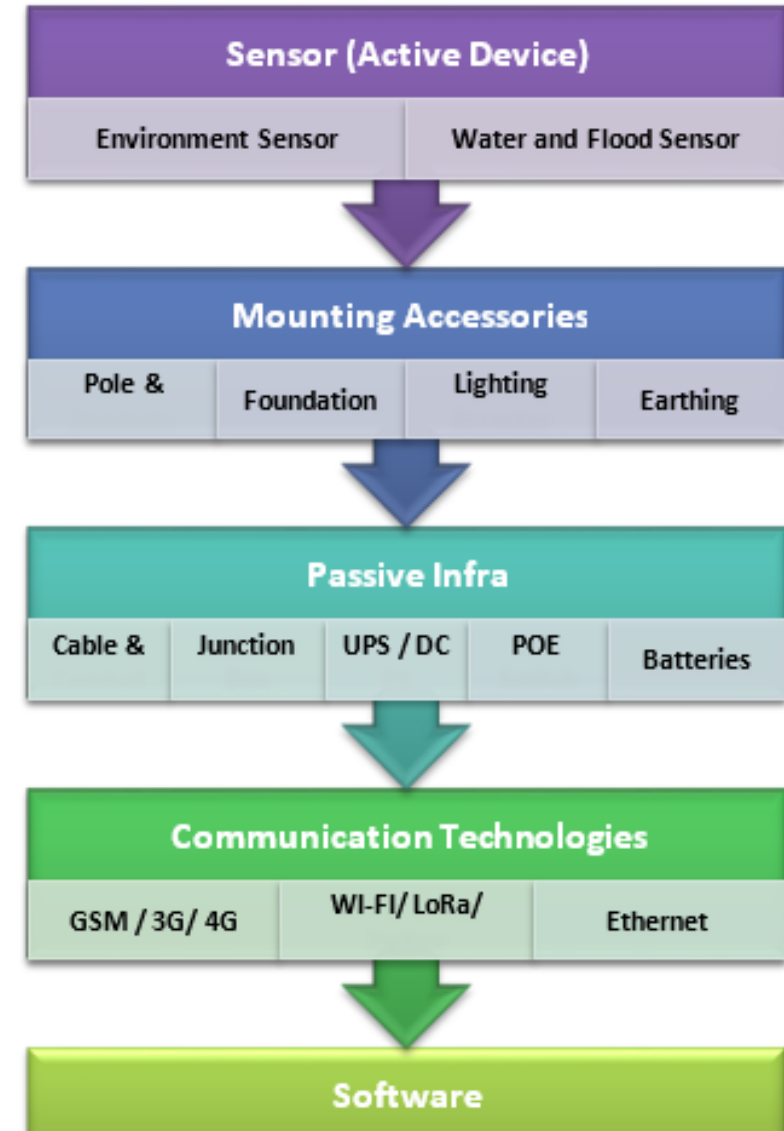 Sensor (Active Device)
Environment Sensor
Water and Flood Sensor
Mounting Accessories
Pole &
Foundation
Lighting
Earthing
Passive Infra
Cable &
Junction
UPS / DC
POE
Batteries
Communication Technologies
GSM / 3G/ 4G
WI-FI/ LoRa/
Ethernet
Software